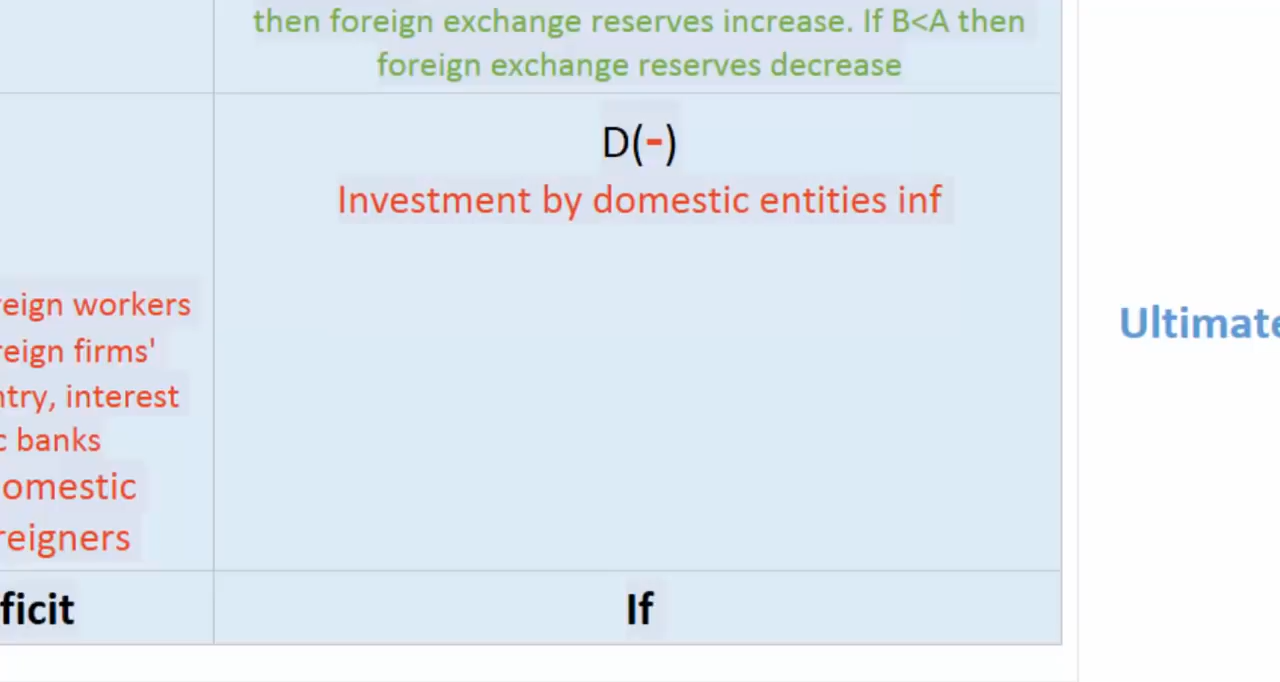 then foreign exchange reserves increase. If B<A then
foreign exchange reserves decrease
D(-)
Investment by domestic entities inf
reign workers
reign firms'
ntry, interest
c banks
omestic
reigners
ficit
If
Ultimate